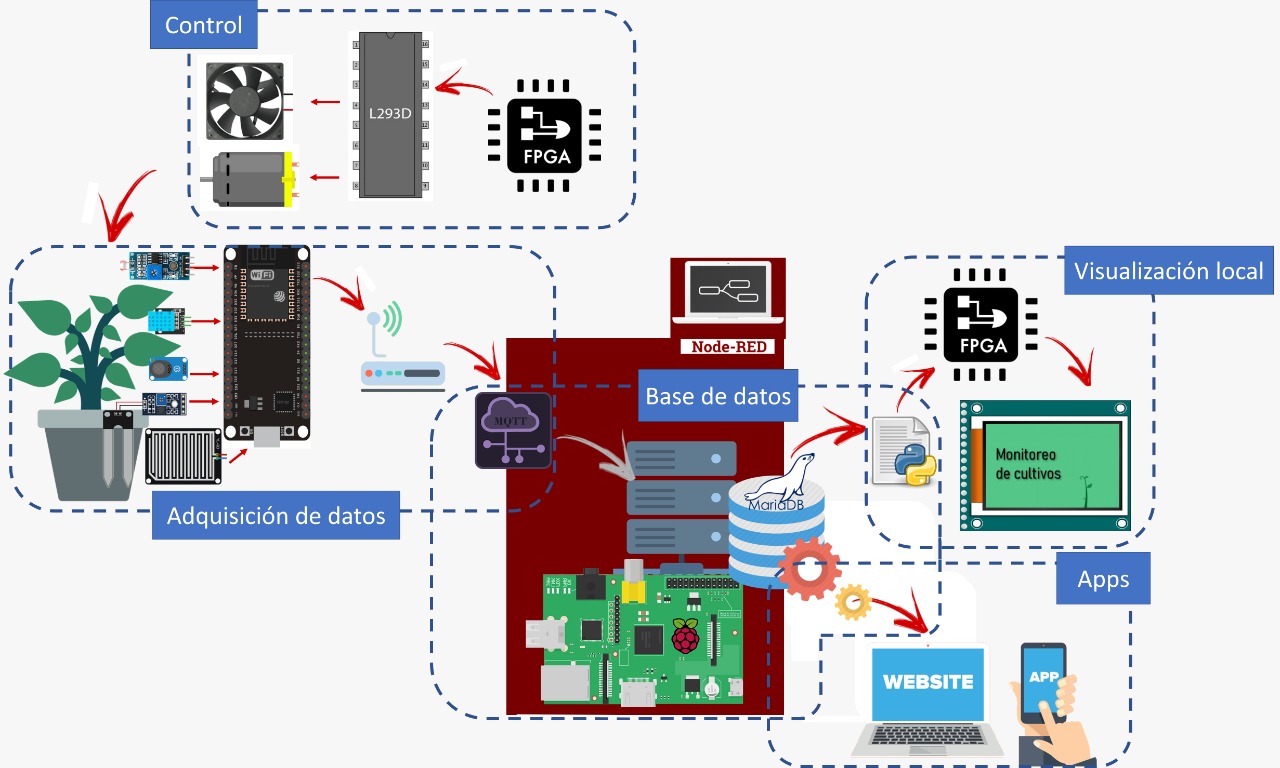 Control
L293D
FPGA
WiFi
Node-RED
Visualización local
FPGA
Base de datos
MQTT
Monitoreo
de cultivos
MariaDB
Adquisición de datos
Apps
WEBSITE
APP